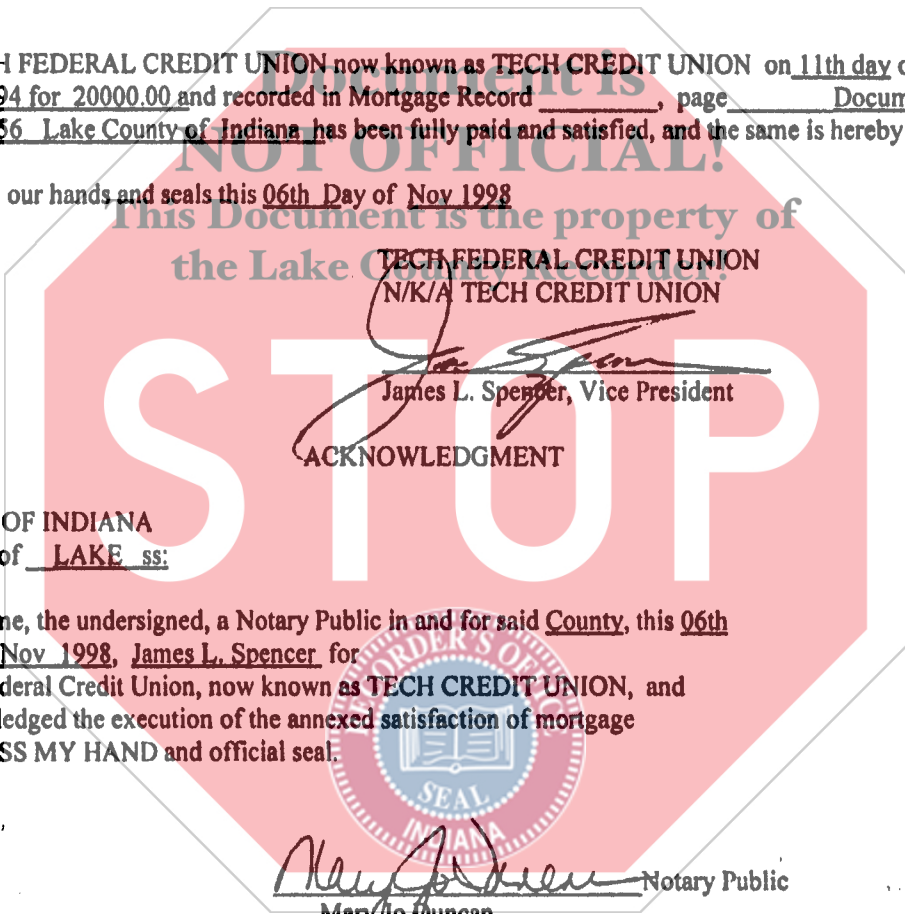 H FEDERAL CREDIT UNION now known as TECH CREDIT UNION on 11th day
94 for 20000.00 and recorded in Mortgage Record ________, page ________ Docum
56 Lake County of Indiana has been fully paid and satisfied, and the same is hereby
our hands and seals this 06th Day of Nov 1998
Document is
NOT OFFICIAL!
This Document is the property of
the Lake County Recorder!
TECH FEDERAL CREDIT UNION
N/K/A TECH CREDIT UNION
James L. Spencer, Vice President
ACKNOWLEDGMENT
STOP
OF INDIANA
of LAKE ss:
me, the undersigned, a Notary Public in and for said County, this 06th
Nov 1998, James L. Spencer for
deral Credit Union, now known as TECH CREDIT UNION, and
ledged the execution of the annexed satisfaction of mortgage
SS MY HAND and official seal.
RECORDER'S OFFICE
SEAL
INDIANA
Notary Public
Mary Jo Duncan